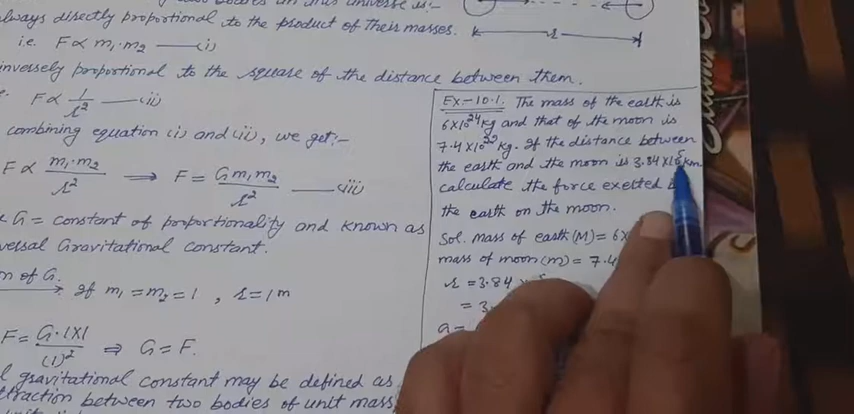 always directly proportional to the product of their masses.
i.e. F∝ m₁·m₂ —(i)
inversely proportional to the square of the distance between them.
F∝ 1/r² —(ii)
combining equation (i) and (ii), we get:-
F∝ m₁·m₂/r² ⟹ F = Gm₁m₂/r² —(iii)
G = constant of proportionality and known as
Gravitational constant.
of G.
If m₁=m₂=1 , r=1m
F= G·1×1/(1)² ⇒ G=F.
gravitational constant may be defined as
between two bodies of unit mass
r
Ex-10.1. The mass of the earth is
6×10²⁴kg and that of the moon is
7.4×10²²kg. If the distance between
the earth and the moon is 3.84×10⁵km
calculate the force exerted
the earth on the moon.
Sol. mass of earth (M)= 6×
mass of moon(m)= 7.4
r =3.84
= 3.
G=